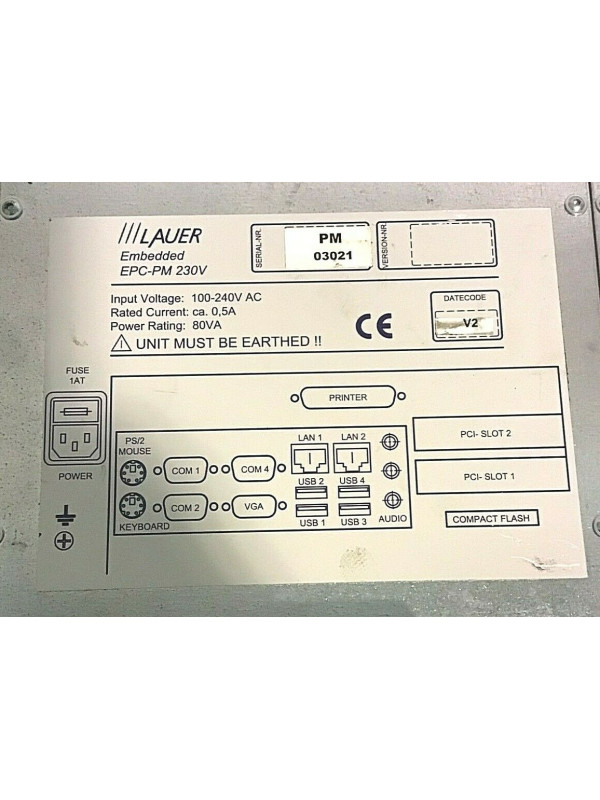 LAUER
Embedded
EPC-PM 230V
SERIAL-NR.
PM
03021
VERSION-NR.
Input Voltage: 100-240V AC
Rated Current: ca. 0,5A
Power Rating: 80VA
UNIT MUST BE EARTHED !!
CE
DATECODE
V2
FUSE
1AT
POWER
PRINTER
PS/2
MOUSE
COM 1
COM 4
LAN 1
LAN 2
USB 2
USB 4
KEYBOARD
COM 2
VGA
USB 1
USB 3
AUDIO
PCI- SLOT 2
PCI- SLOT 1
COMPACT FLASH